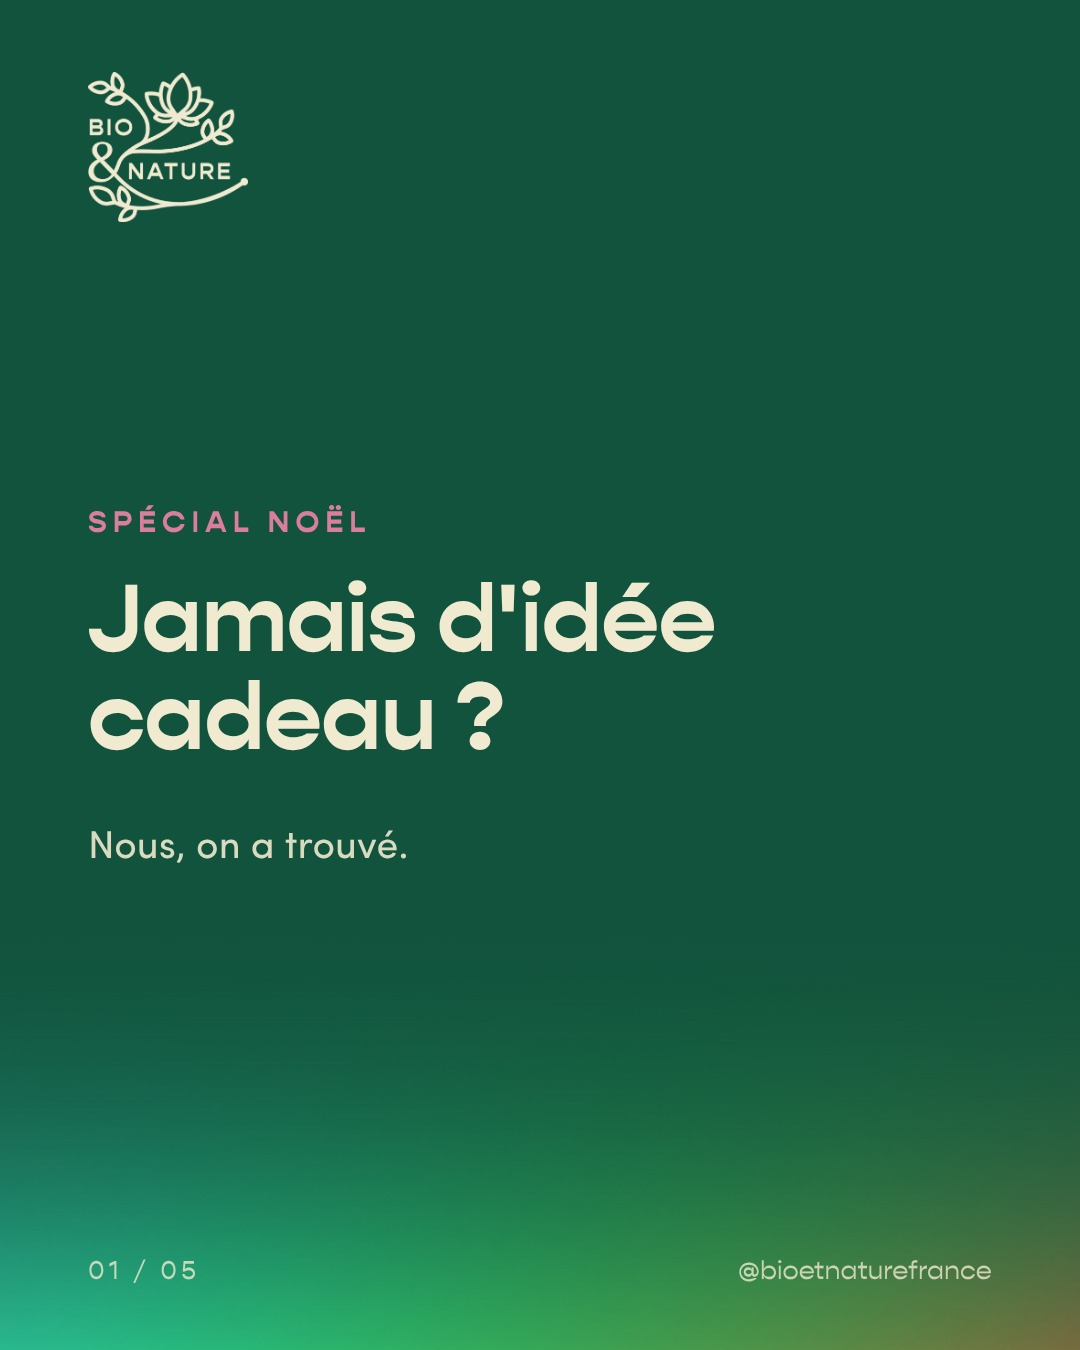 BIO
& NATURE
SPÉCIAL NOËL
Jamais d'idée
cadeau ?
Nous, on a trouvé.
01 / 05
@bioetnaturefrance